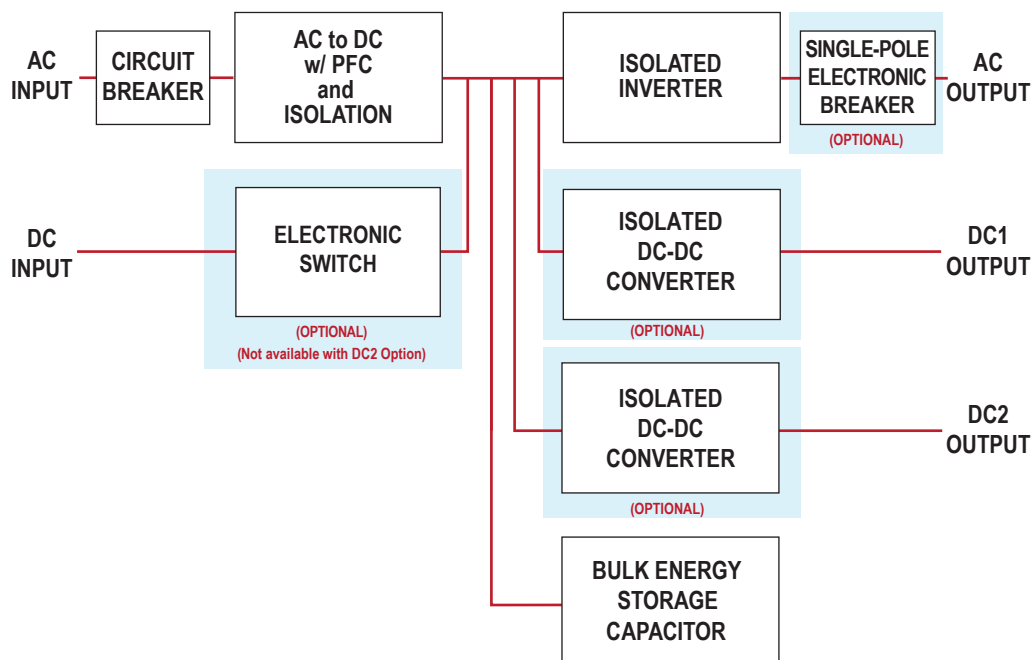 AC
INPUT
CIRCUIT
BREAKER
AC to DC
w/ PFC
and
ISOLATION
ISOLATED
INVERTER
SINGLE-POLE
ELECTRONIC
BREAKER
(OPTIONAL)
AC
OUTPUT
DC
INPUT
ELECTRONIC
SWITCH
(OPTIONAL)
(Not available with DC2 Option)
ISOLATED
DC-DC
CONVERTER
(OPTIONAL)
DC1
OUTPUT
ISOLATED
DC-DC
CONVERTER
(OPTIONAL)
DC2
OUTPUT
BULK ENERGY
STORAGE
CAPACITOR